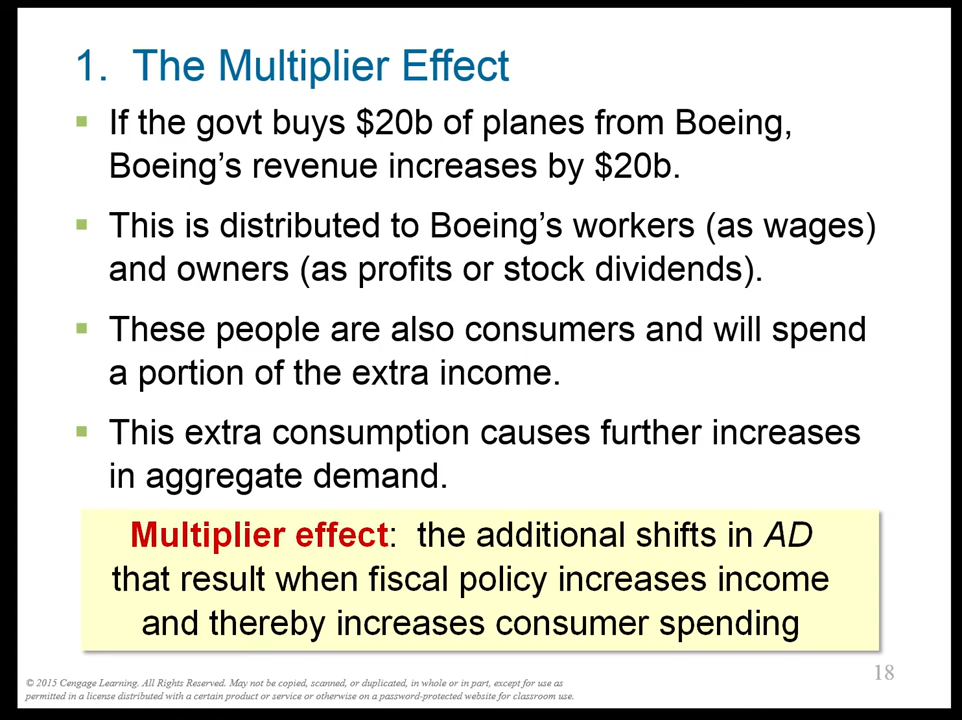 1. The Multiplier Effect
▪ If the govt buys $20b of planes from Boeing,
Boeing’s revenue increases by $20b.
▪ This is distributed to Boeing’s workers (as wages)
and owners (as profits or stock dividends).
▪ These people are also consumers and will spend
a portion of the extra income.
▪ This extra consumption causes further increases
in aggregate demand.
Multiplier effect: the additional shifts in AD
that result when fiscal policy increases income
and thereby increases consumer spending
18
© 2015 Cengage Learning. All Rights Reserved. May not be copied, scanned, or duplicated, in whole or in part, except for use as
permitted in a license distributed with a certain product or service or otherwise on a password-protected website for classroom use.